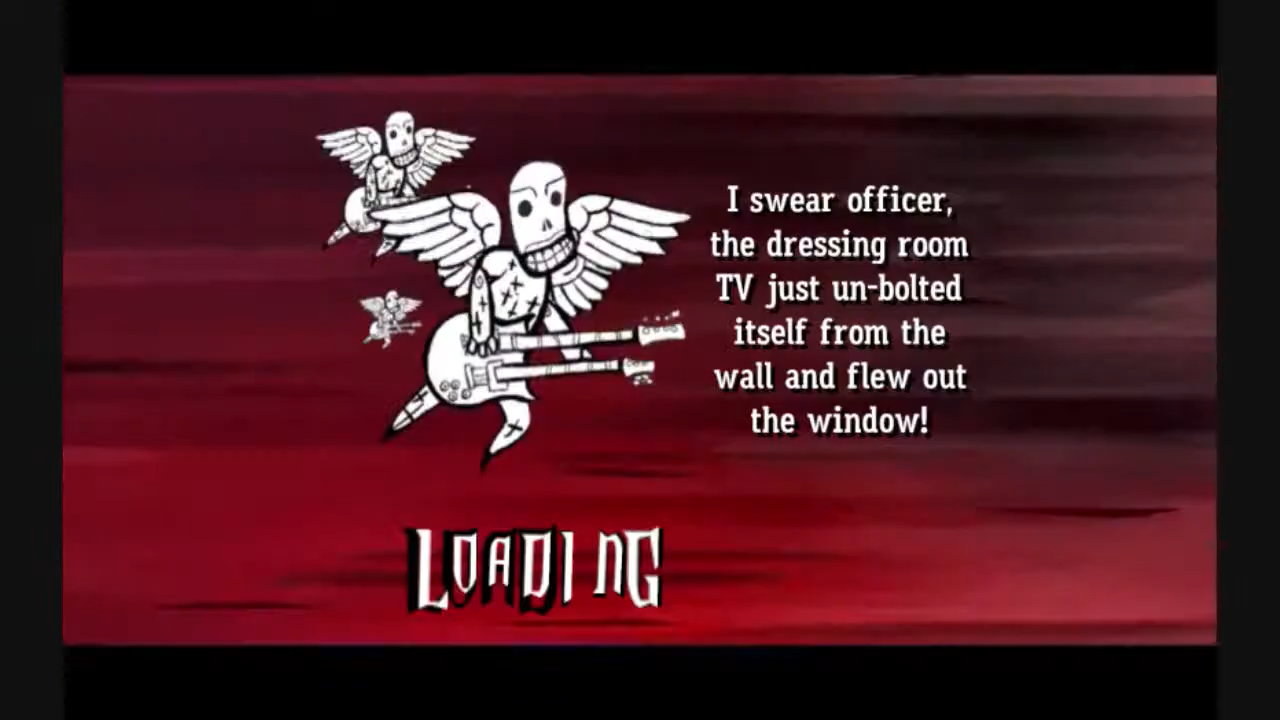 I swear officer,
the dressing room
TV just un-bolted
itself from the
wall and flew out
the window!
LOADING